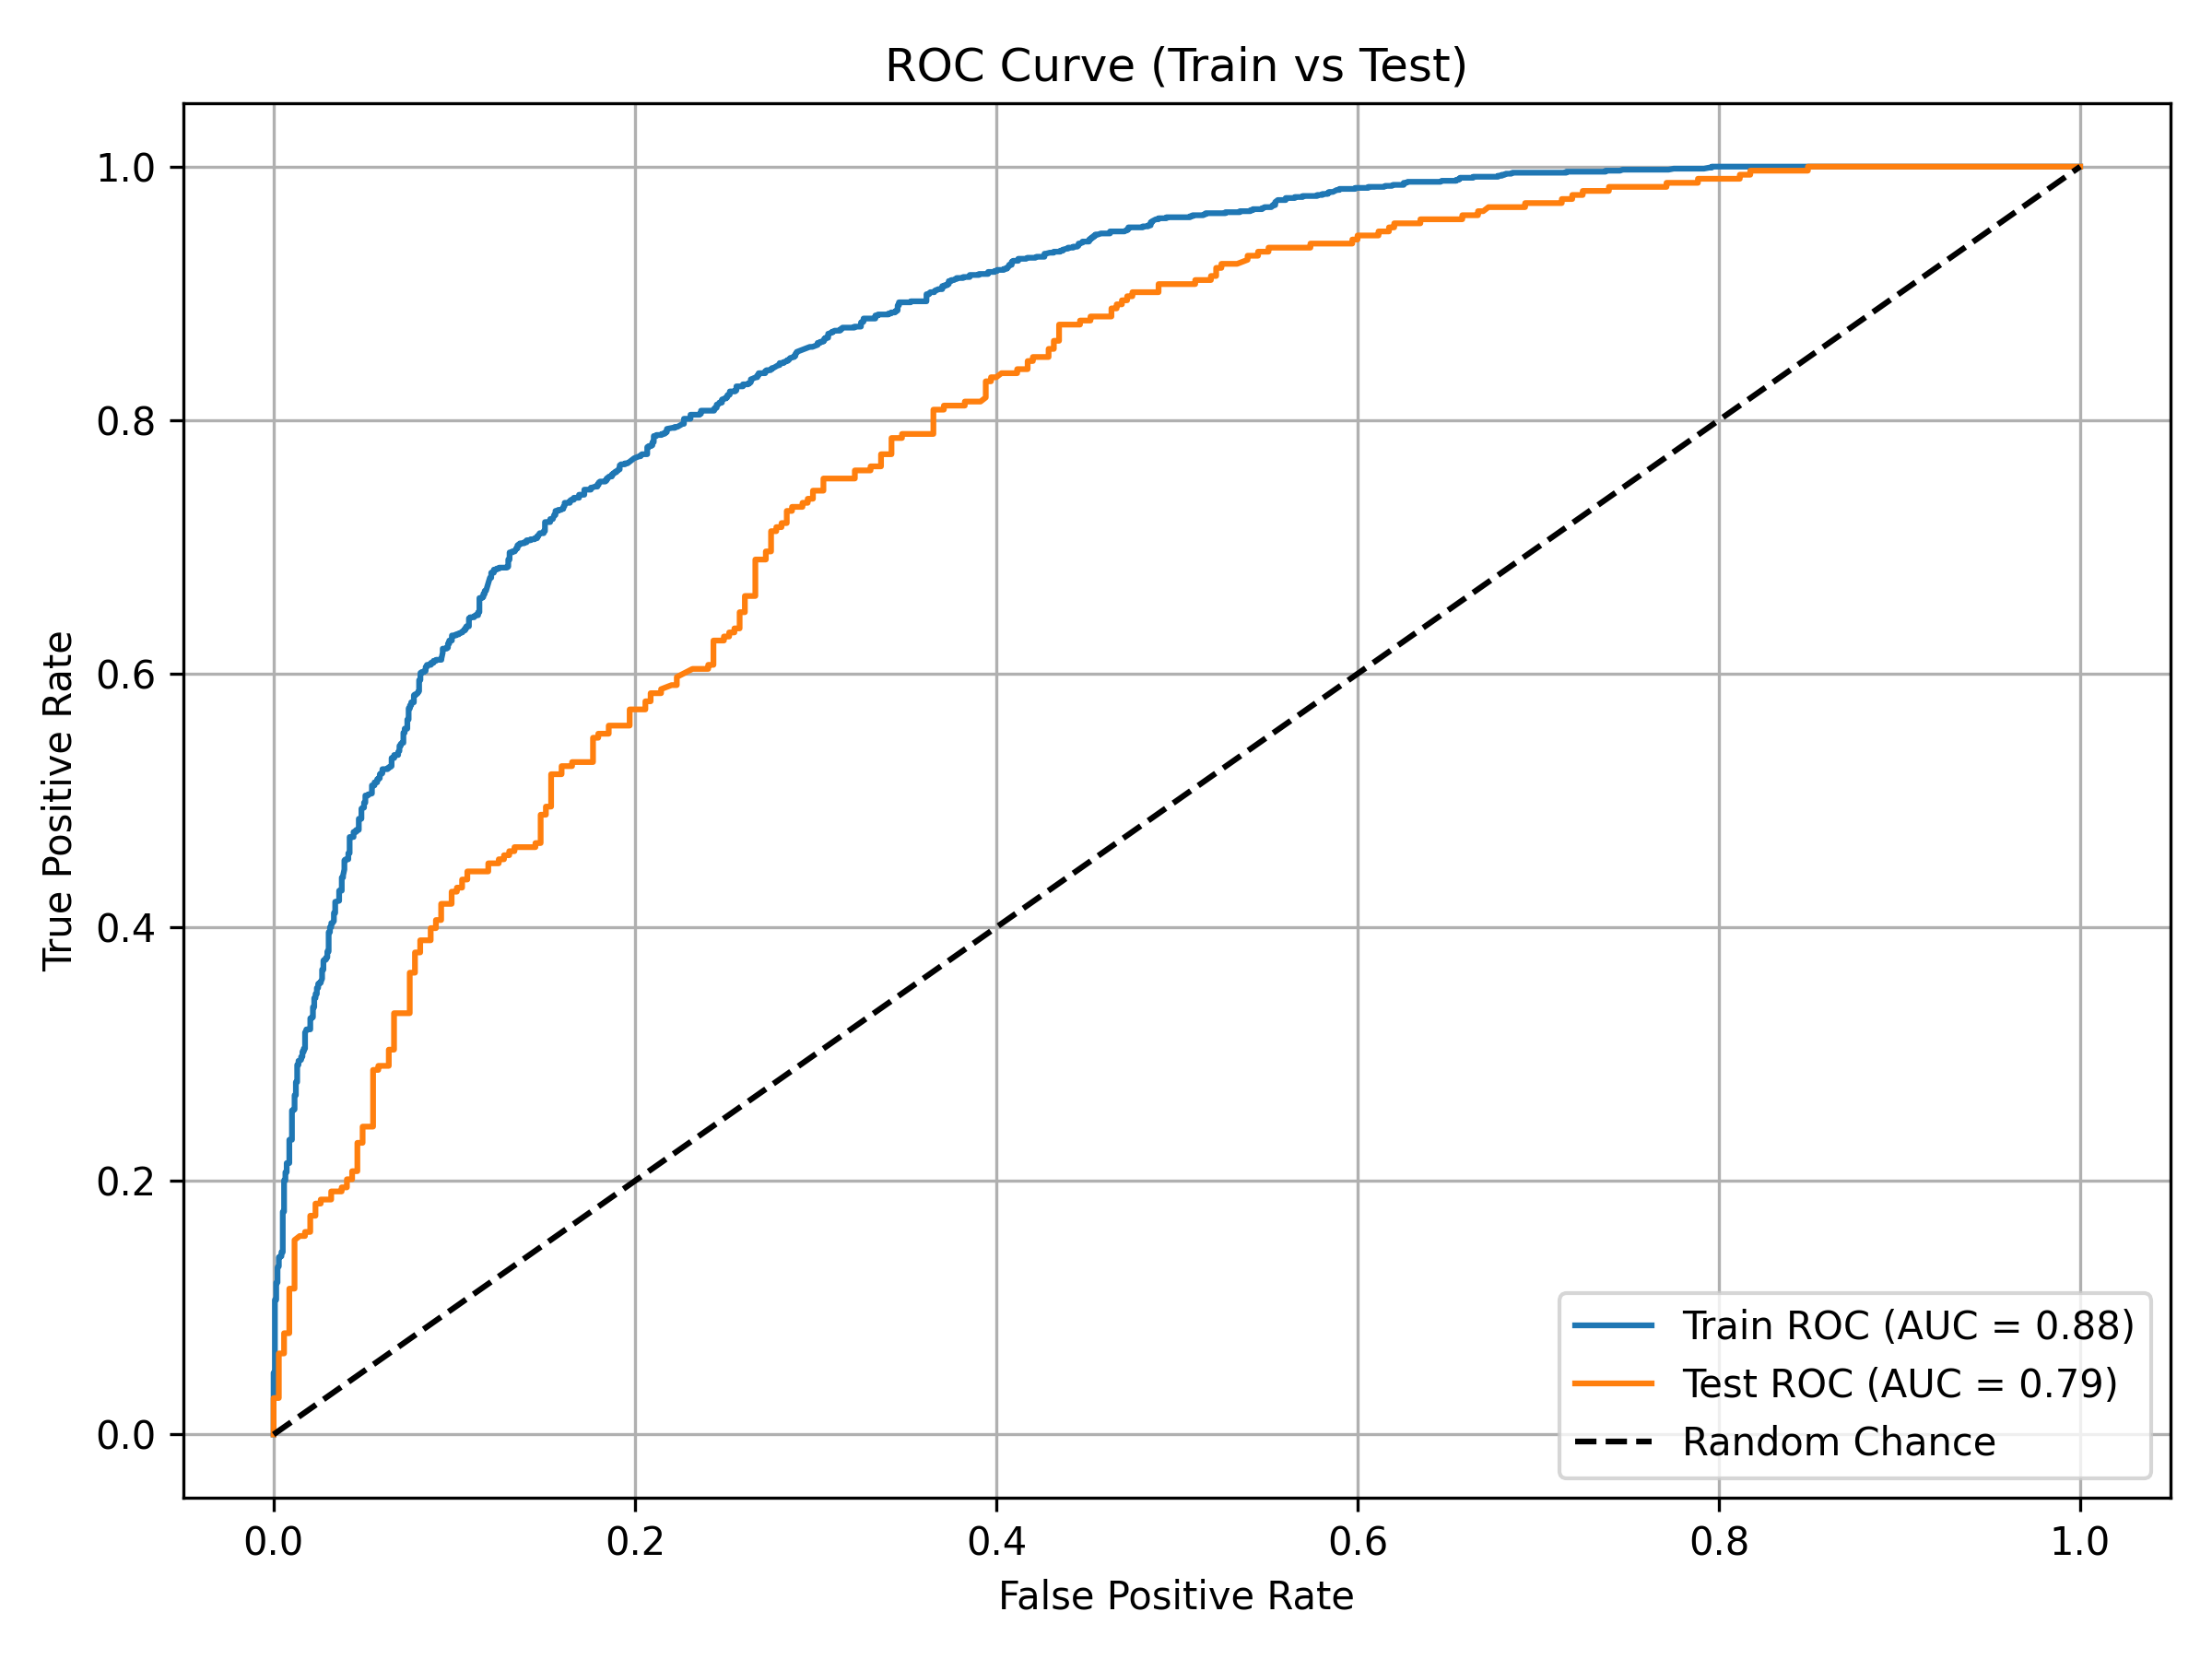 ROC Curve (Train vs Test)
1.0
0.8
0.6
0.4
0.2
0.0
True Positive Rate
0.0 0.2 0.4 0.6 0.8 1.0
False Positive Rate
Train ROC (AUC = 0.88)
Test ROC (AUC = 0.79)
Random Chance